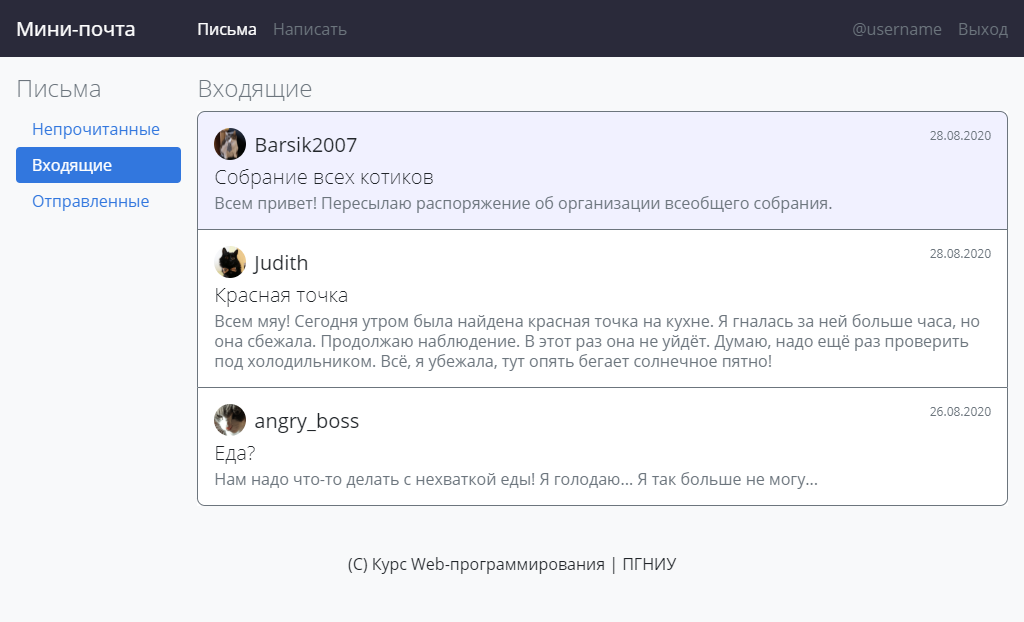 Мини-почта Письма Написать @username Выход
Письма
Непрочитанные
Входящие
Отправленные
Входящие
Barsik2007 28.08.2020
Собрание всех котиков
Всем привет! Пересылаю распоряжение об организации всеобщего собрания.
Judith 28.08.2020
Красная точка
Всем мяу! Сегодня утром была найдена красная точка на кухне. Я гналась за ней больше часа, но
она сбежала. Продолжаю наблюдение. В этот раз она не уйдёт. Думаю, надо ещё раз проверить
под холодильником. Всё, я убежала, тут опять бегает солнечное пятно!
angry_boss 26.08.2020
Еда?
Нам надо что-то делать с нехваткой еды! Я голодаю... Я так больше не могу...
(C) Курс Web-программирования | ПГНИУ